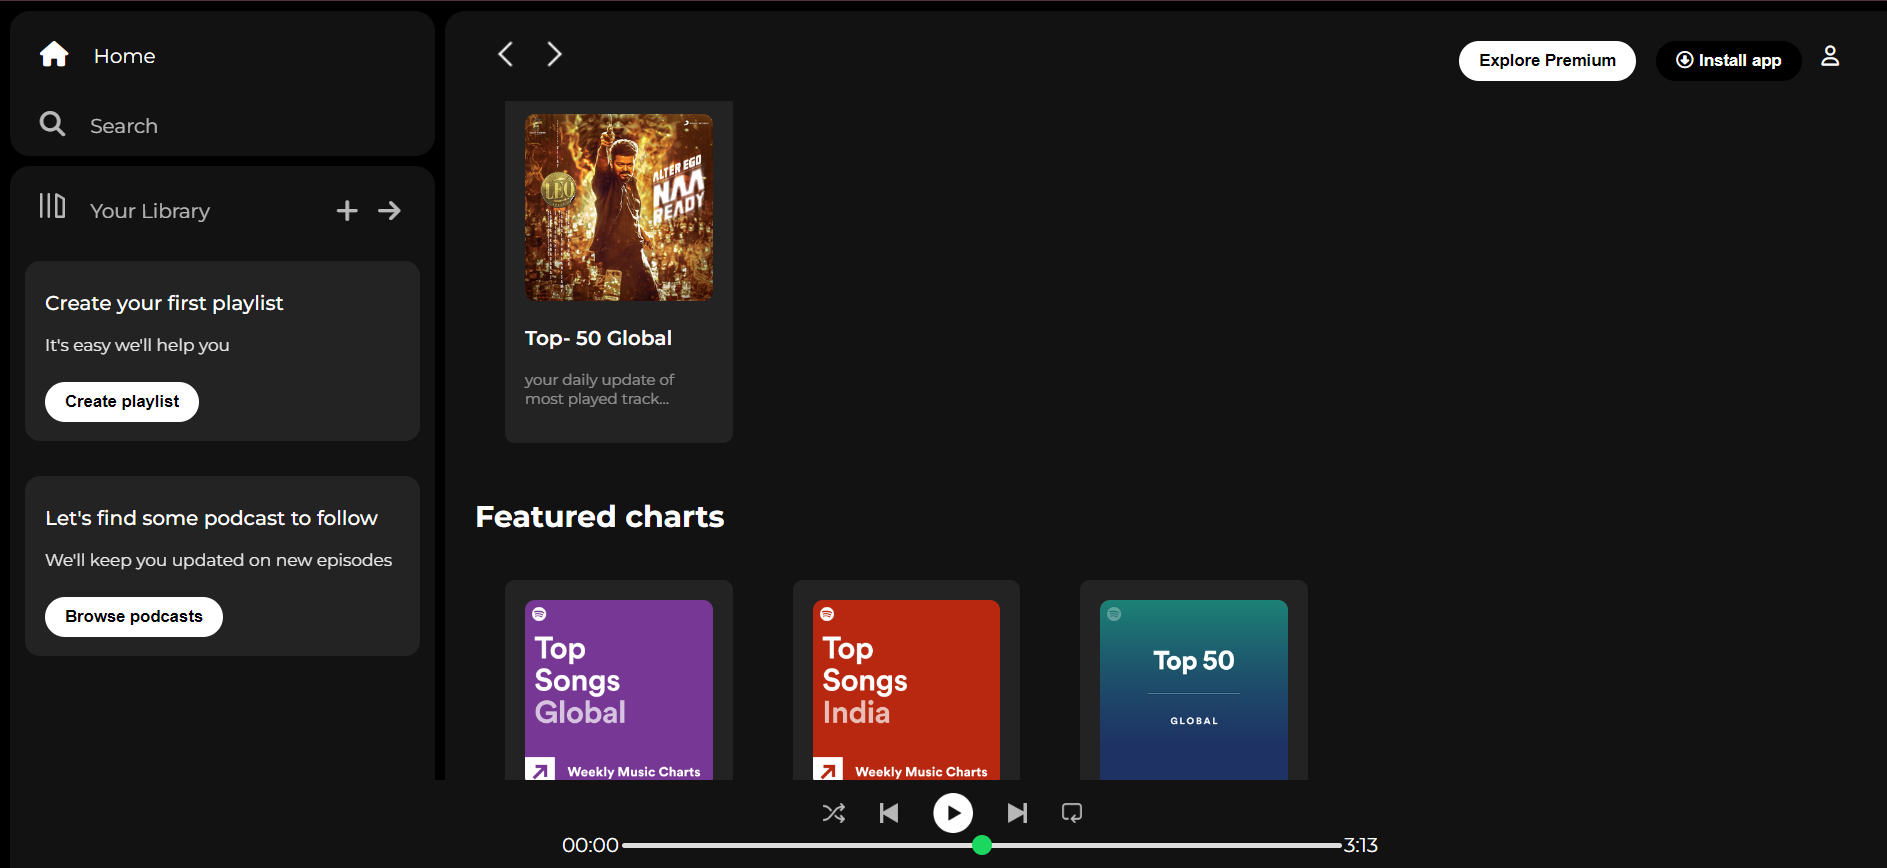 Home
Search
Your Library
Create your first playlist
It's easy we'll help you
Create playlist
Let's find some podcast to follow
We'll keep you updated on new episodes
Browse podcasts
Explore Premium
Install app
LEO
ALTER EGO
NAA
READY
Top- 50 Global
your daily update of
most played track...
Featured charts
Top
Songs
Global
Weekly Music Charts
Top
Songs
India
Weekly Music Charts
Top 50
GLOBAL
00:00
3:13